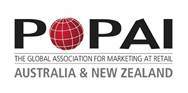 POPAI
THE GLOBAL ASSOCIATION FOR MARKETING AT RETAIL
AUSTRALIA & NEW ZEALAND